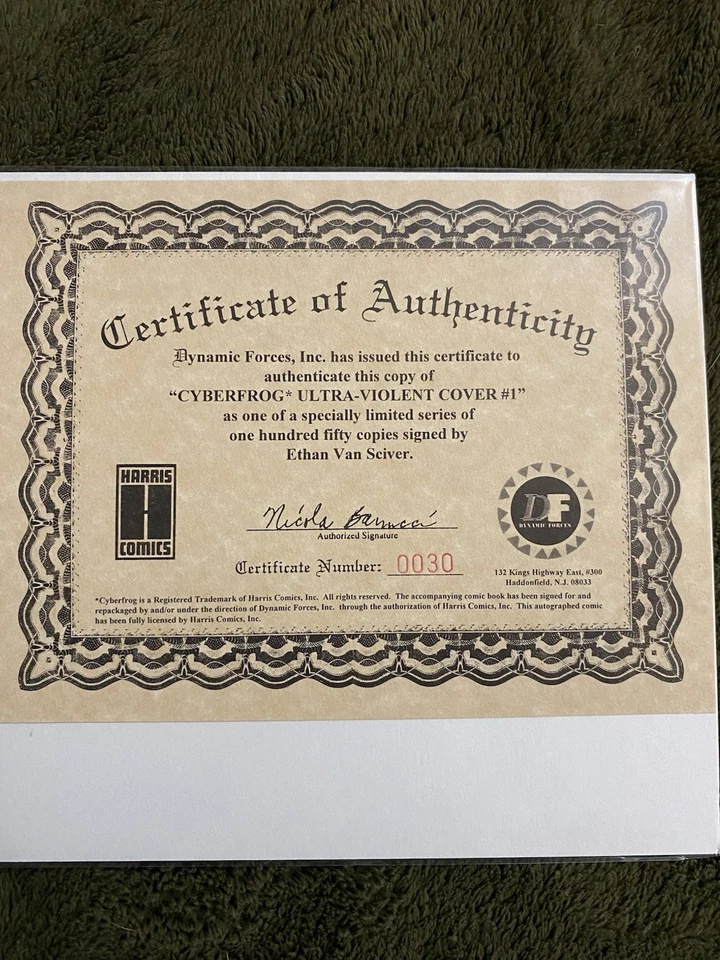 Certificate of Authenticity
Dynamic Forces, Inc. has issued this certificate to
authenticate this copy of
“CYBERFROG* ULTRA-VIOLENT COVER #1”
as one of a specially limited series of
one hundred fifty copies signed by
Ethan Van Sciver.
HARRIS
H
COMICS
Nicola Barrucci
Authorized Signature
Certificate Number: 0030
DF
DYNAMIC FORCES
132 Kings Highway East, #300
Haddonfield, N.J. 08033
*Cyberfrog is a Registered Trademark of Harris Comics, Inc. All rights reserved. The accompanying comic book has been signed for and
repackaged by and/or under the direction of Dynamic Forces, Inc. through the authorization of Harris Comics, Inc. This autographed comic
has been fully licensed by Harris Comics, Inc.